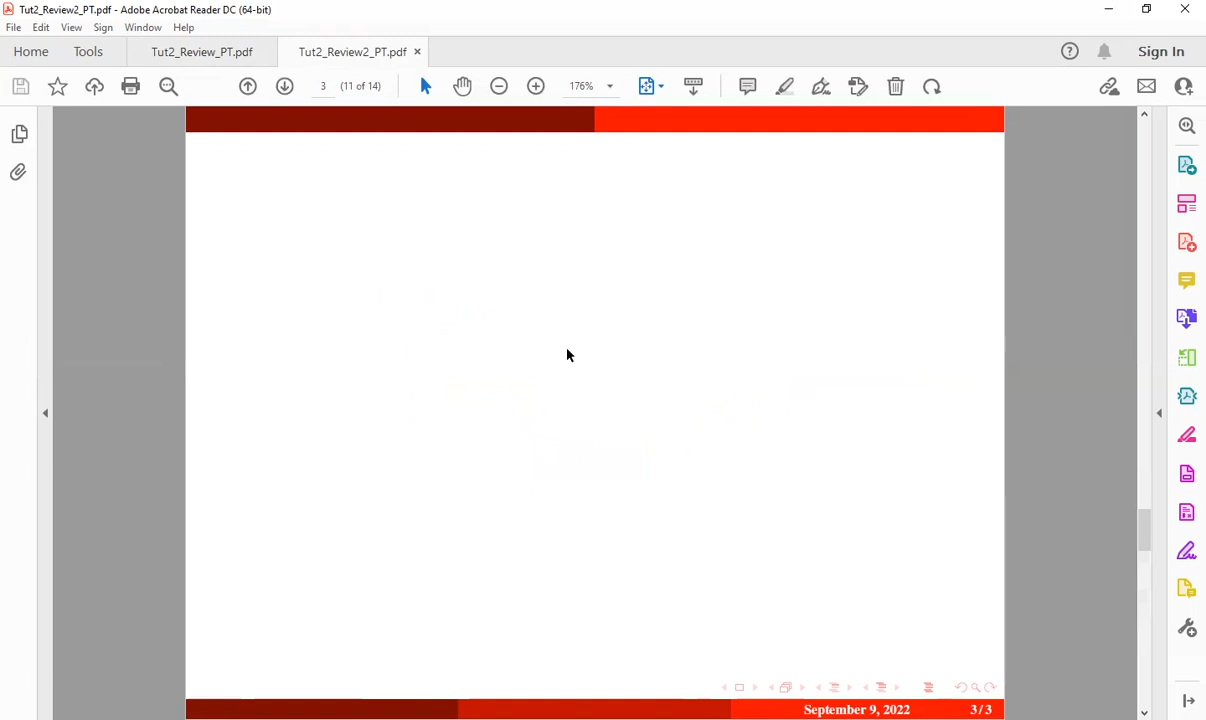 Tut2_Review2_PT.pdf - Adobe Acrobat Reader DC (64-bit)
File Edit View Sign Window Help
Home Tools Tut2_Review_PT.pdf Tut2_Review2_PT.pdf × Sign In
3 (11 of 14) 176%
September 9, 2022 3/3